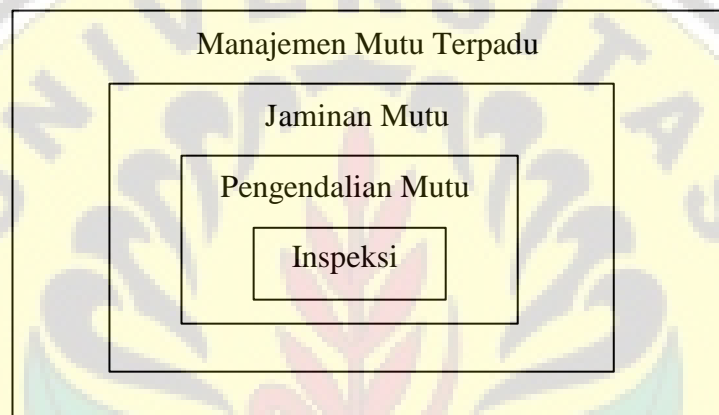 Manajemen Mutu Terpadu
Jaminan Mutu
Pengendalian Mutu
Inspeksi